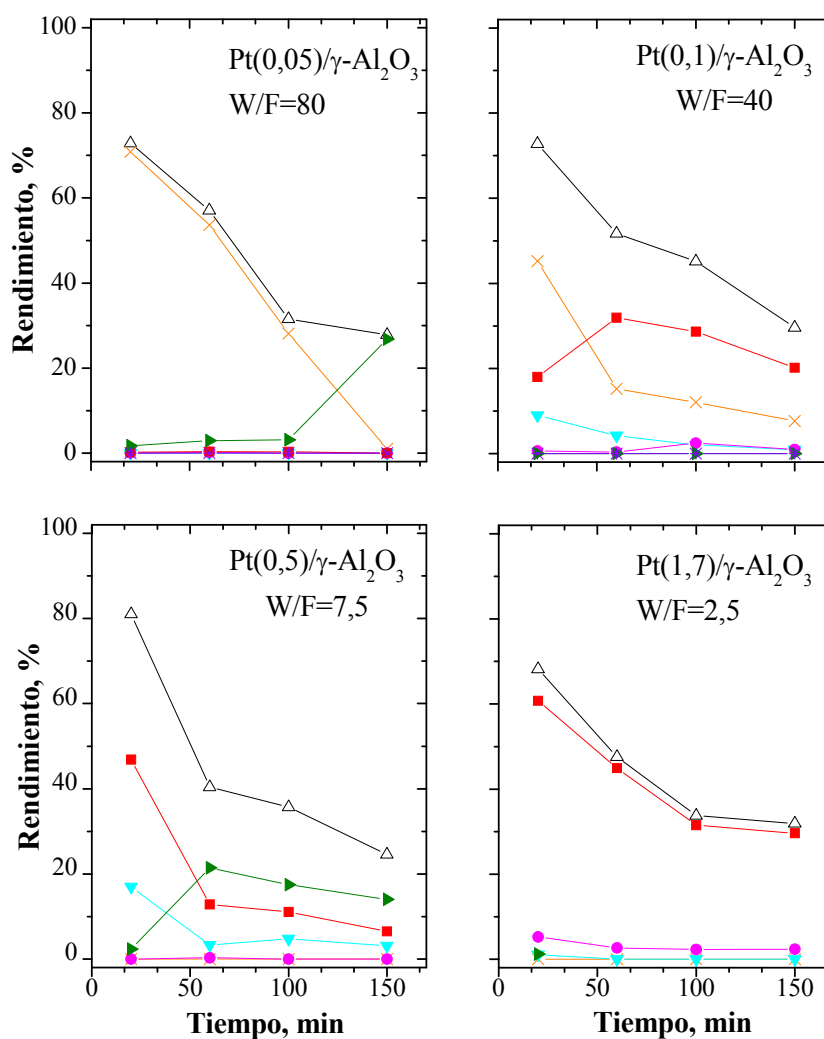 100
80
60
40
20
0
Rendimiento, %
Pt(0,05)/γ-Al₂O₃
W/F=80
Pt(0,1)/γ-Al₂O₃
W/F=40
100
80
60
40
20
0
Rendimiento, %
Pt(0,5)/γ-Al₂O₃
W/F=7,5
Pt(1,7)/γ-Al₂O₃
W/F=2,5
0 50 100 150
0 50 100 150
Tiempo, min
Tiempo, min